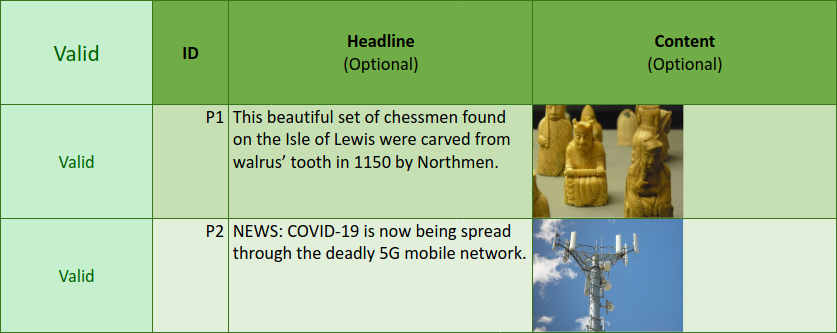 Valid
ID
Headline
(Optional)
Content
(Optional)
Valid
P1
This beautiful set of chessmen found
on the Isle of Lewis were carved from
walrus’ tooth in 1150 by Northmen.
Valid
P2
NEWS: COVID-19 is now being spread
through the deadly 5G mobile network.